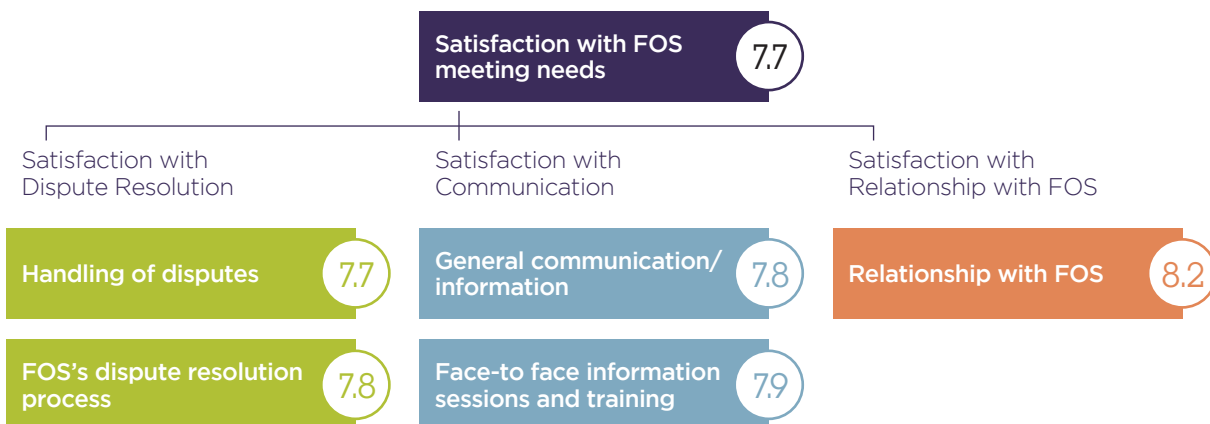 Satisfaction with FOS
meeting needs
7.7
Satisfaction with
Dispute Resolution
Satisfaction with
Communication
Satisfaction with
Relationship with FOS
Handling of disputes
7.7
General communication/
information
7.8
Relationship with FOS
8.2
FOS's dispute resolution
process
7.8
Face-to face information
sessions and training
7.9